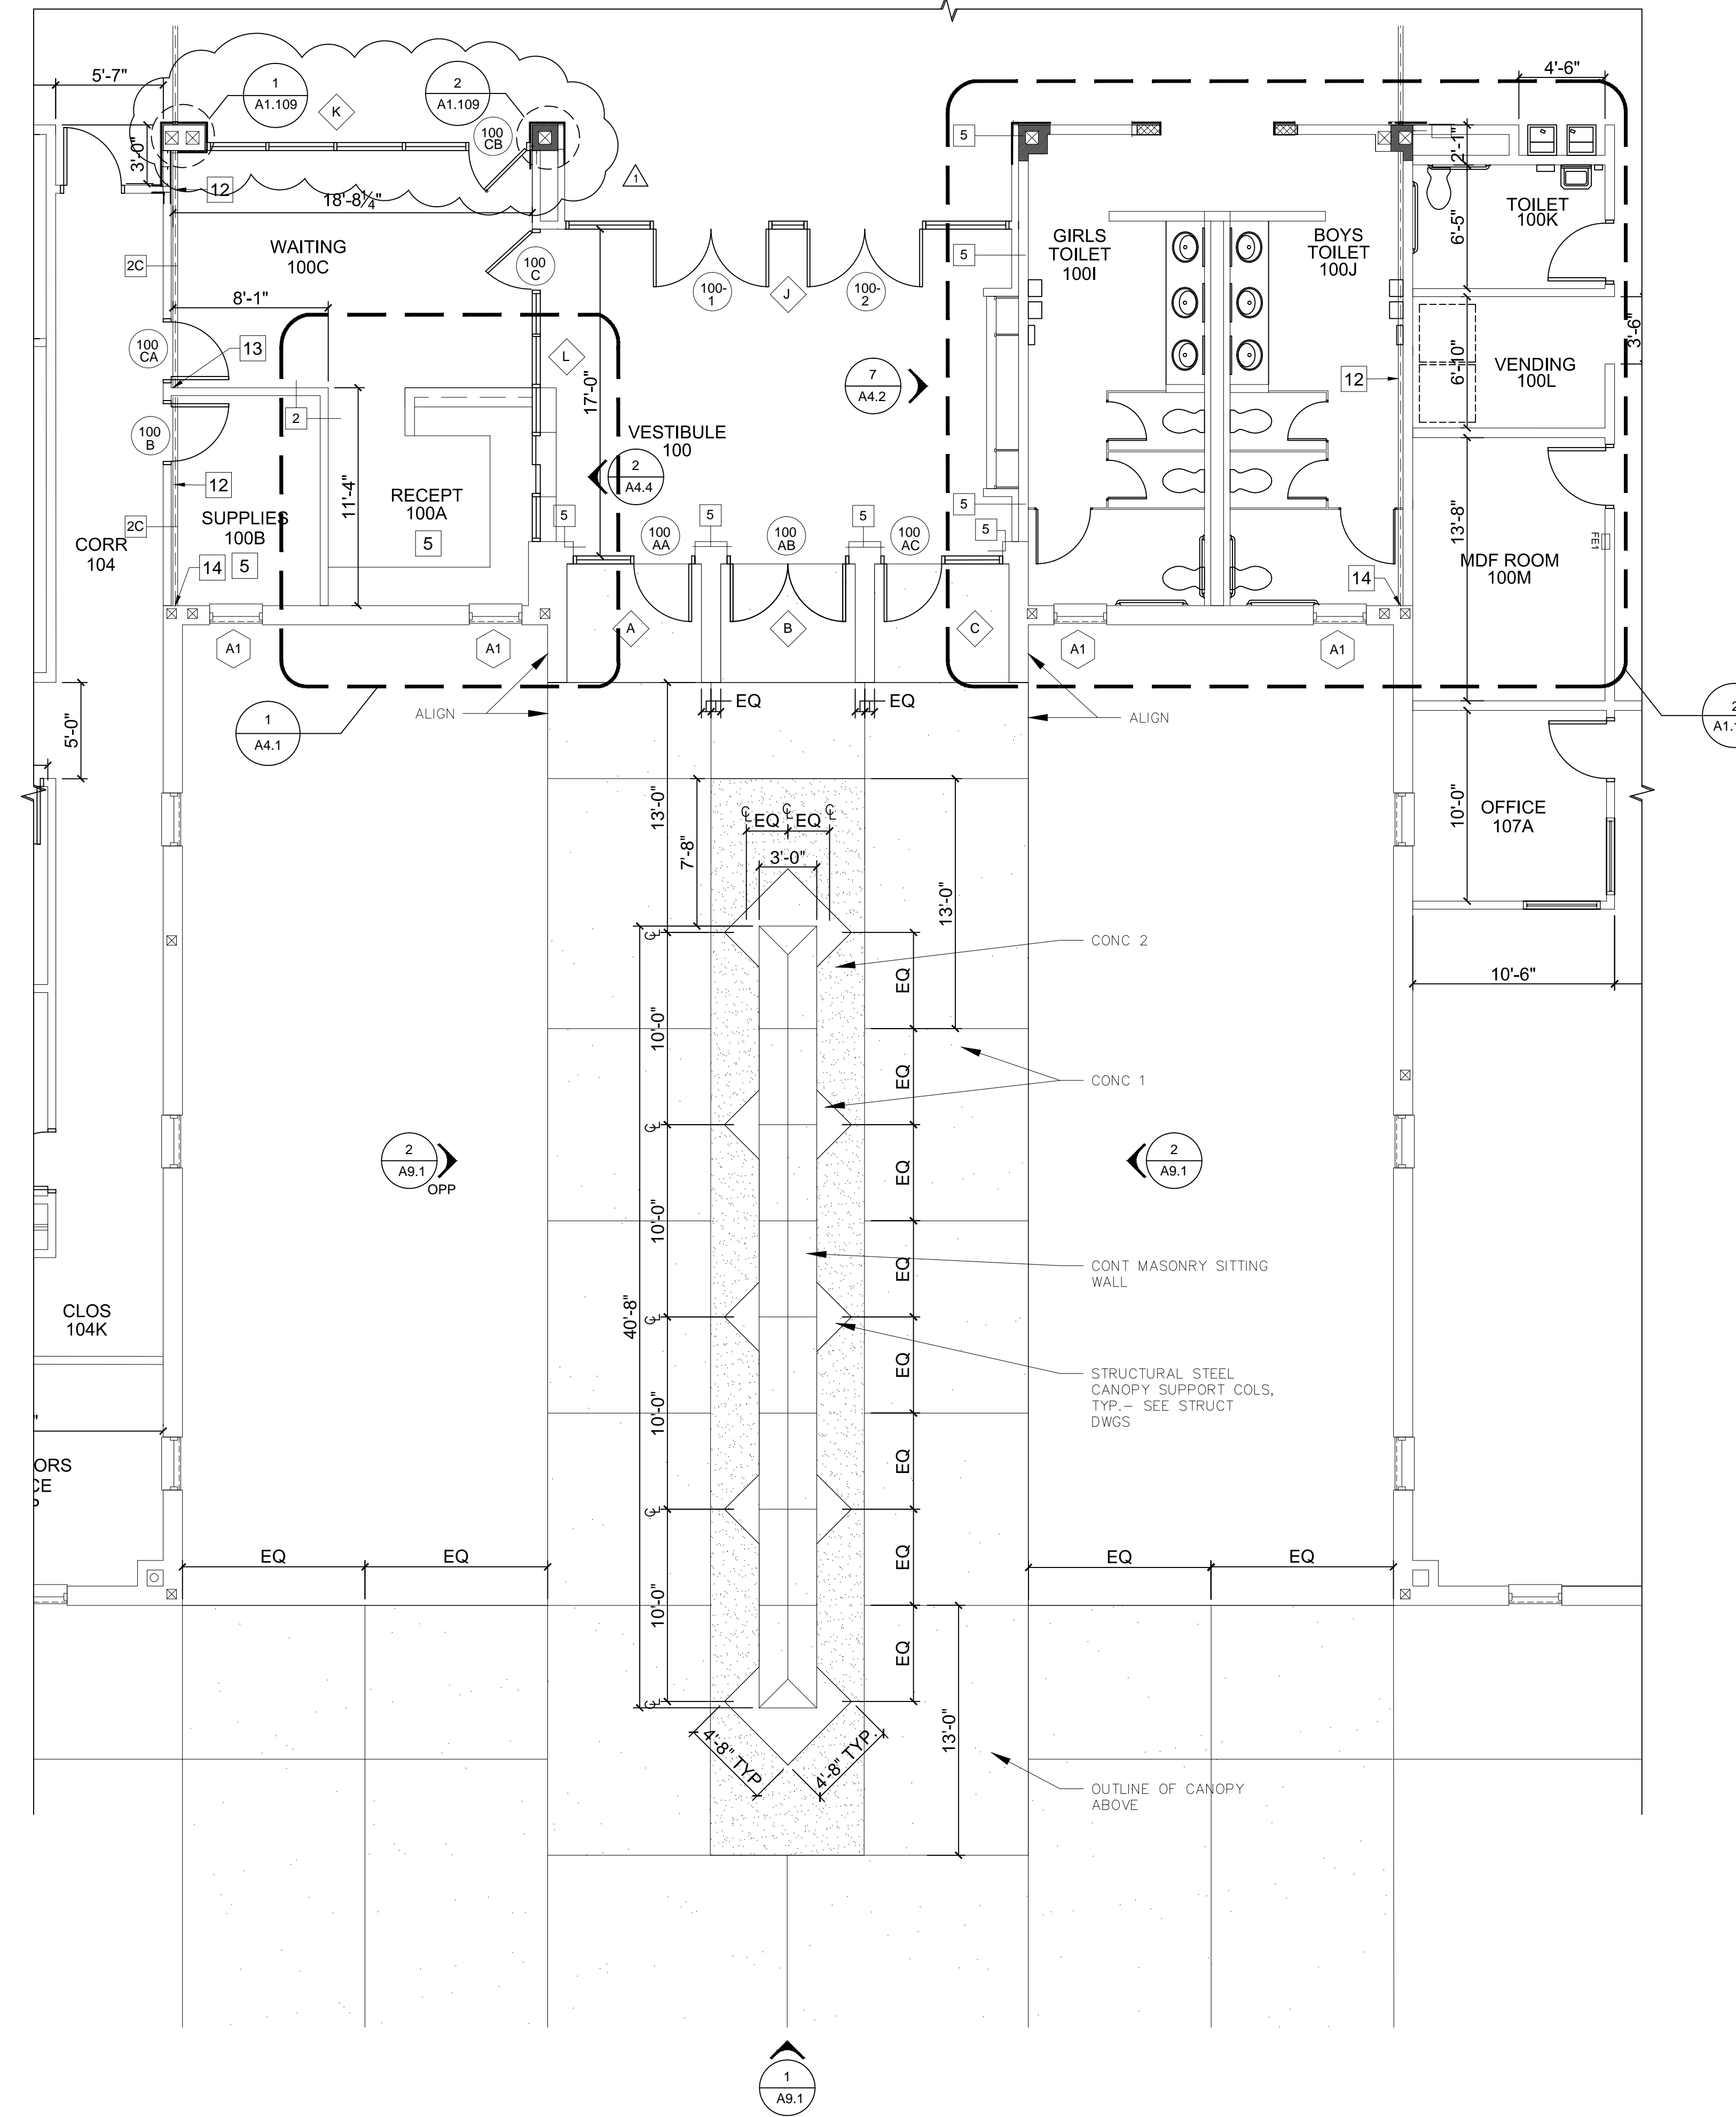 5'-7"
1
A1.109
K
2
A1.109
100
CB
1
3'-0"
12
18'-8¼"
WAITING
100C
2C
8'-1"
100
CA
13
100
C
L
2
100
B
12
2C
SUPPLIES
100B
14
5
CORR
104
11'-4"
RECEPT
100A
5
17'-0"
VESTIBULE
100
2
A4.4
100-
1
J
100-
2
7
A4.2
5
5
5
5
5
5
5
100
AA
100
AB
100
AC
A
B
C
GIRLS
TOILET
100I
BOYS
TOILET
100J
12
14
4'-6"
2'-1"
6'-5"
TOILET
100K
6'-10"
VENDING
100L
3'-6"
13'-8"
MDF ROOM
100M
FE1
A1
A1
A1
A1
1
A4.1
ALIGN
ALIGN
EQ
EQ
2
5'-0"
10'-0"
OFFICE
107A
10'-6"
13'-0"
7'-8"
EQ
EQ
3'-0"
13'-0"
CONC 2
CONC 1
10'-0"
10'-0"
10'-0"
10'-0"
40'-8"
EQ
EQ
EQ
EQ
EQ
EQ
EQ
EQ
2
A9.1
OPP
2
A9.1
CONT MASONRY SITTING
WALL
STRUCTURAL STEEL
CANOPY SUPPORT COLS,
TYP.– SEE STRUCT
DWGS
CLOS
104K
ORS
CE
EQ
EQ
EQ
EQ
4'-8" TYP
4'-8" TYP.
13'-0"
OUTLINE OF CANOPY
ABOVE
1
A9.1